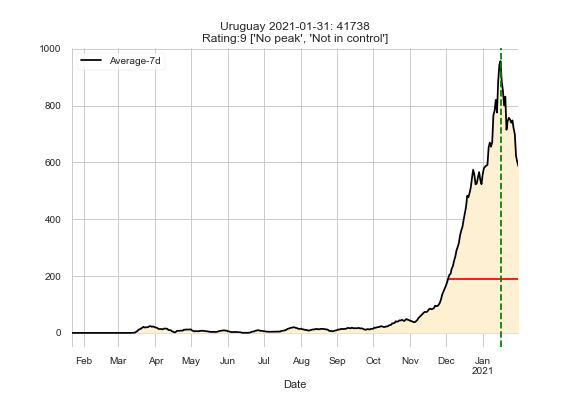 Uruguay 2021-01-31: 41738
Rating:9 ['No peak', 'Not in control']
1000
Average-7d
800
600
400
200
0
Feb Mar Apr May Jun Jul Aug Sep Oct Nov Dec Jan
2021
Date